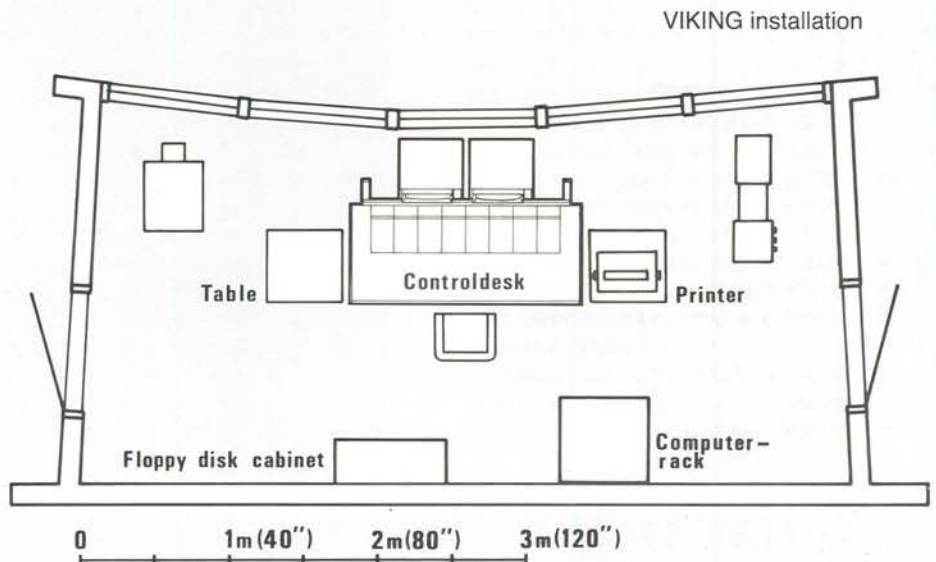 VIKING installation
Table
Controldesk
Printer
Floppy disk cabinet
Computer-
rack
0 1m(40") 2m(80") 3m(120")